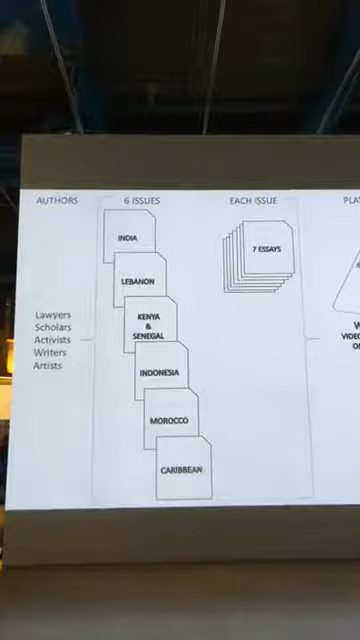 AUTHORS
6 ISSUES
EACH ISSUE
INDIA
LEBANON
KENYA
&
SENEGAL
INDONESIA
MOROCCO
CARIBBEAN
7 ESSAYS
Lawyers
Scholars
Activists
Writers
Artists